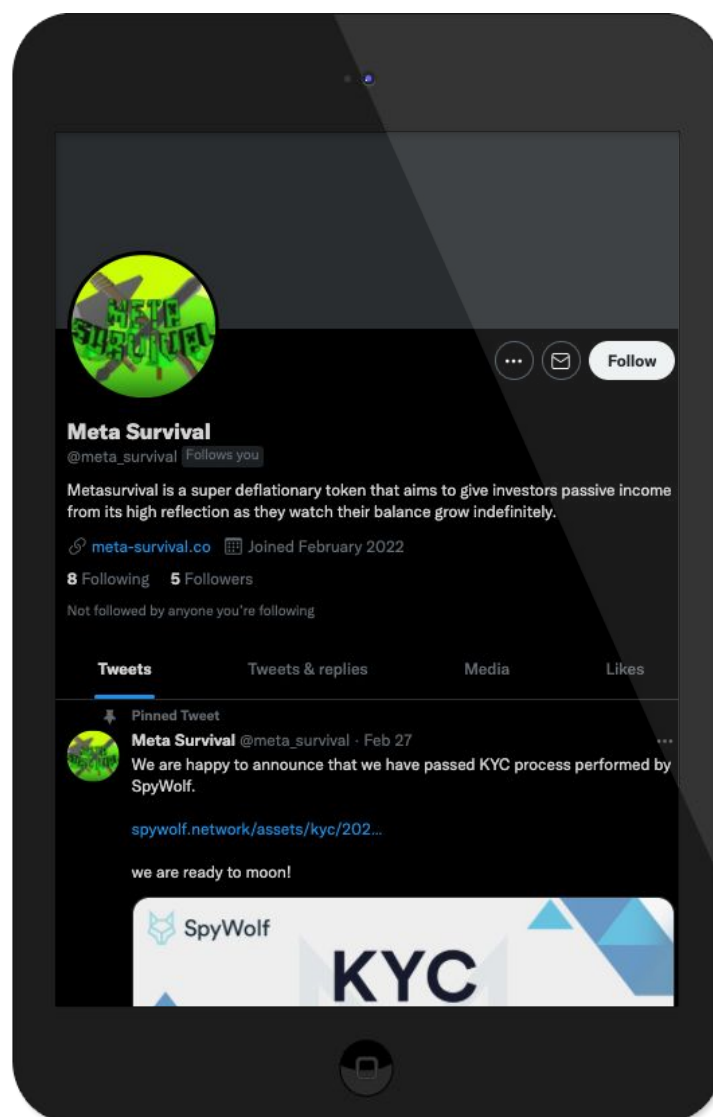 META
SURVIVAL
Follow
Meta Survival
@meta_survival Follows you
Metasurvival is a super deflationary token that aims to give investors passive income
from its high reflection as they watch their balance grow indefinitely.
meta-survival.co Joined February 2022
8 Following 5 Followers
Not followed by anyone you're following
Tweets Tweets & replies Media Likes
Pinned Tweet
Meta Survival @meta_survival · Feb 27
We are happy to announce that we have passed KYC process performed by
SpyWolf.
spywolf.network/assets/kyc/202...
we are ready to moon!
SpyWolf
KYC